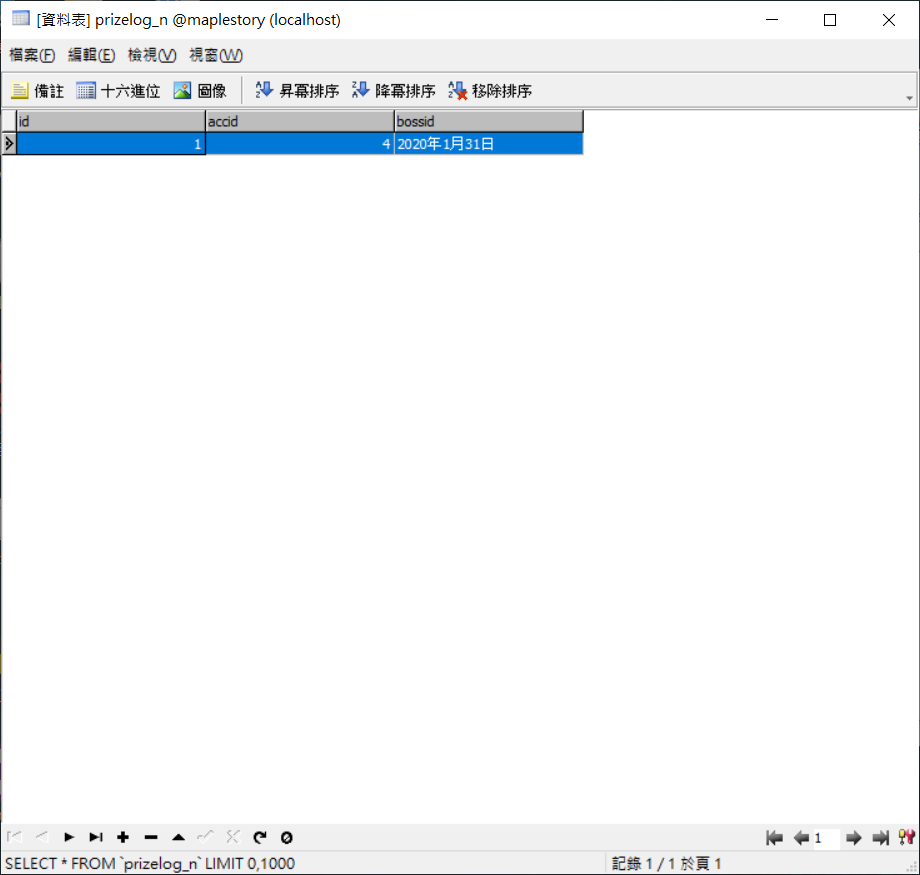 [資料表] prizelog_n @maplestory (localhost)
檔案(F) 編輯(E) 檢視(V) 視窗(W)
備註 十六進位 圖像 昇冪排序 降冪排序 移除排序
id accid bossid
1 4 2020年1月31日
1
SELECT * FROM `prizelog_n` LIMIT 0,1000 記錄 1 / 1 於頁 1